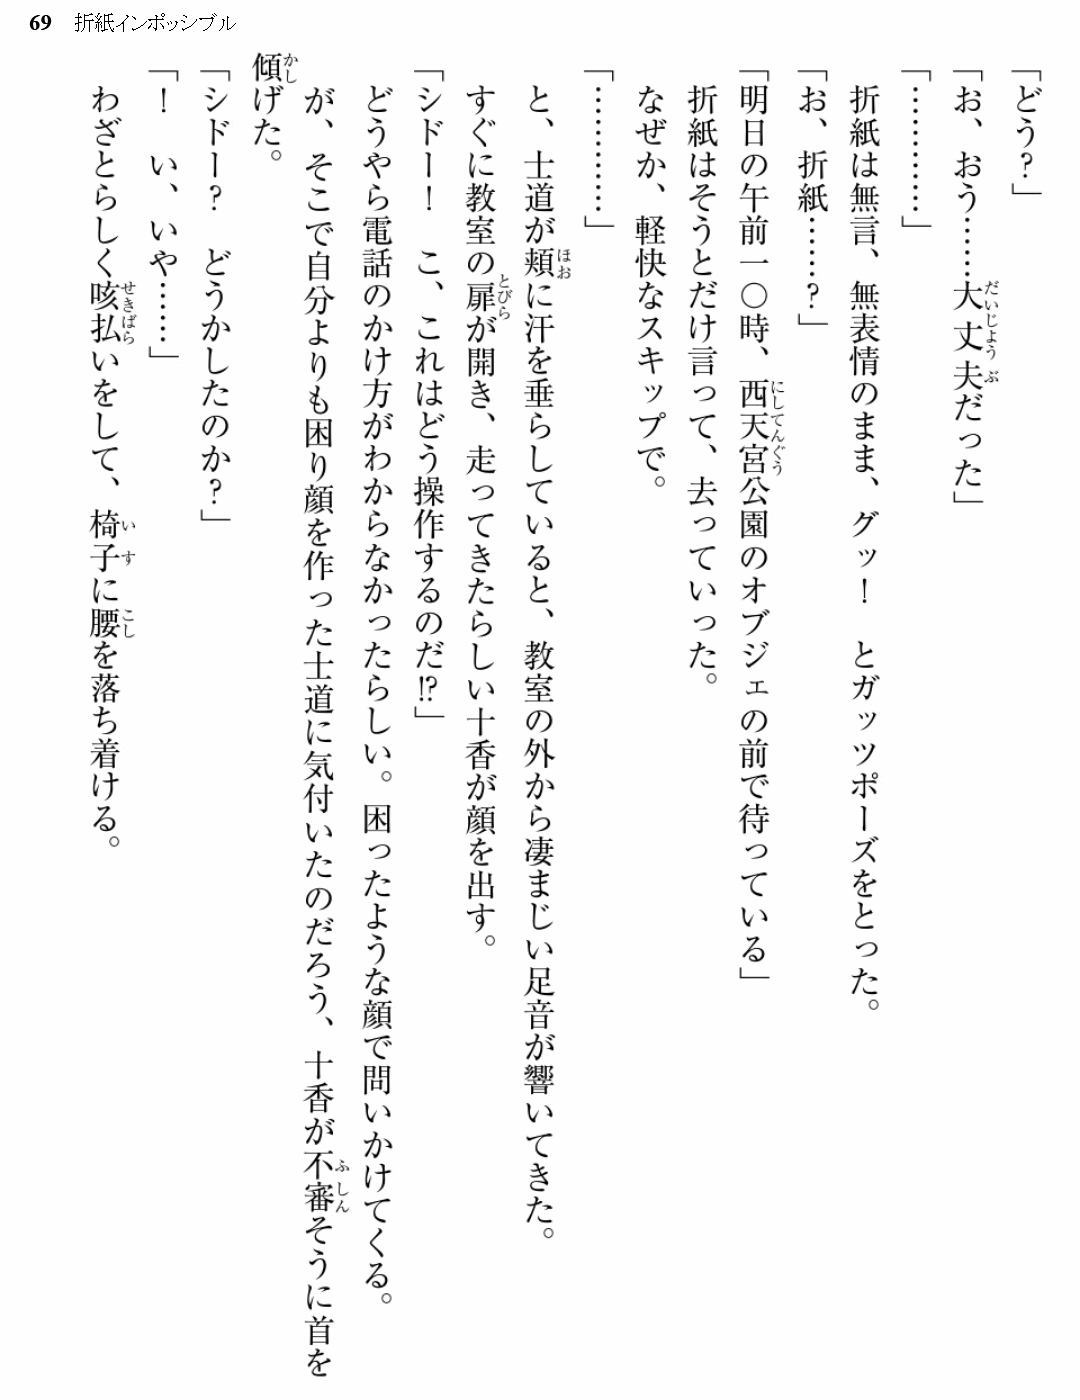 69 折紙インポッシブル
「どう?」
「お、おう……大丈夫だった」
「…………」
折紙は無言、無表情のまま、グッ! とガッツポーズをとった。
「お、折紙……?」
「明日の午前一〇時、西天宮公園のオブジェの前で待っている」
折紙はそうとだけ言って、去っていった。
なぜか、軽快なスキップで。
「…………」
と、士道が頬に汗を垂らしていると、教室の外から凄まじい足音が響いてきた。
すぐに教室の扉が開き、走ってきたらしい十香が顔を出す。
「シドー! こ、これはどう操作するのだ!?」
どうやら電話のかけ方がわからなかったらしい。困ったような顔で問いかけてくる。
が、そこで自分よりも困り顔を作った士道に気付いたのだろう、十香が不審そうに首を
傾げた。
「シドー? どうかしたのか?」
「! い、いや……」
わざとらしく咳払いをして、椅子に腰を落ち着ける。